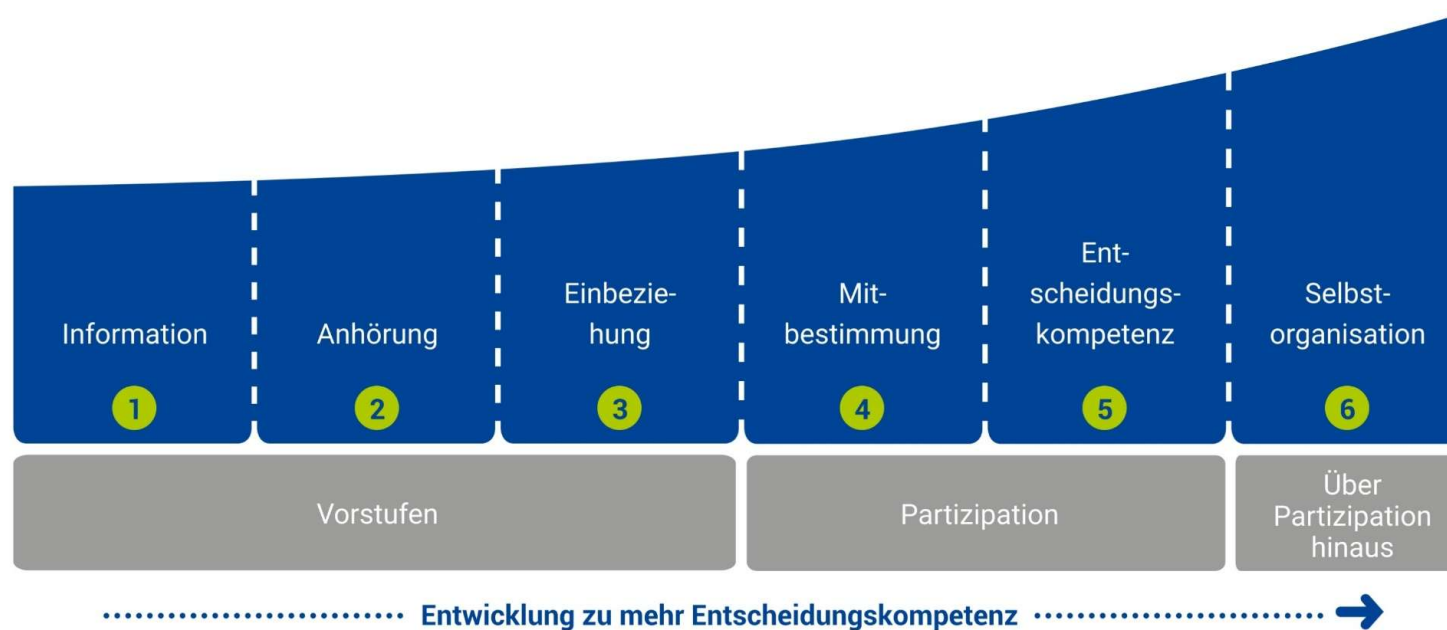 Information
1
Anhörung
2
Einbezie-
hung
3
Mit-
bestimmung
4
Ent-
scheidungs-
kompetenz
5
Selbst-
organisation
6
Vorstufen
Partizipation
Über
Partizipation
hinaus
Entwicklung zu mehr Entscheidungskompetenz